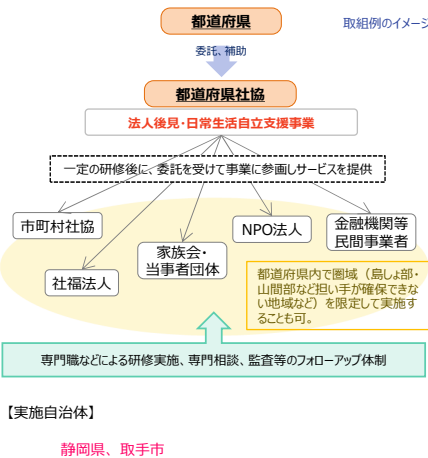 都道府県
取組例のイメージ
委託、補助
都道府県社協
法人後見・日常生活自立支援事業
一定の研修後に、委託を受けて事業に参画しサービスを提供
市町村社協
社福法人
家族会・
当事者団体
NPO法人
金融機関等
民間事業者
都道府県内で圏域（島しょ部・
山間部など担い手が確保できな
い地域など）を限定して実施す
ることも可。
専門職などによる研修実施、専門相談、監査等のフォローアップ体制
【実施自治体】
静岡県、取手市